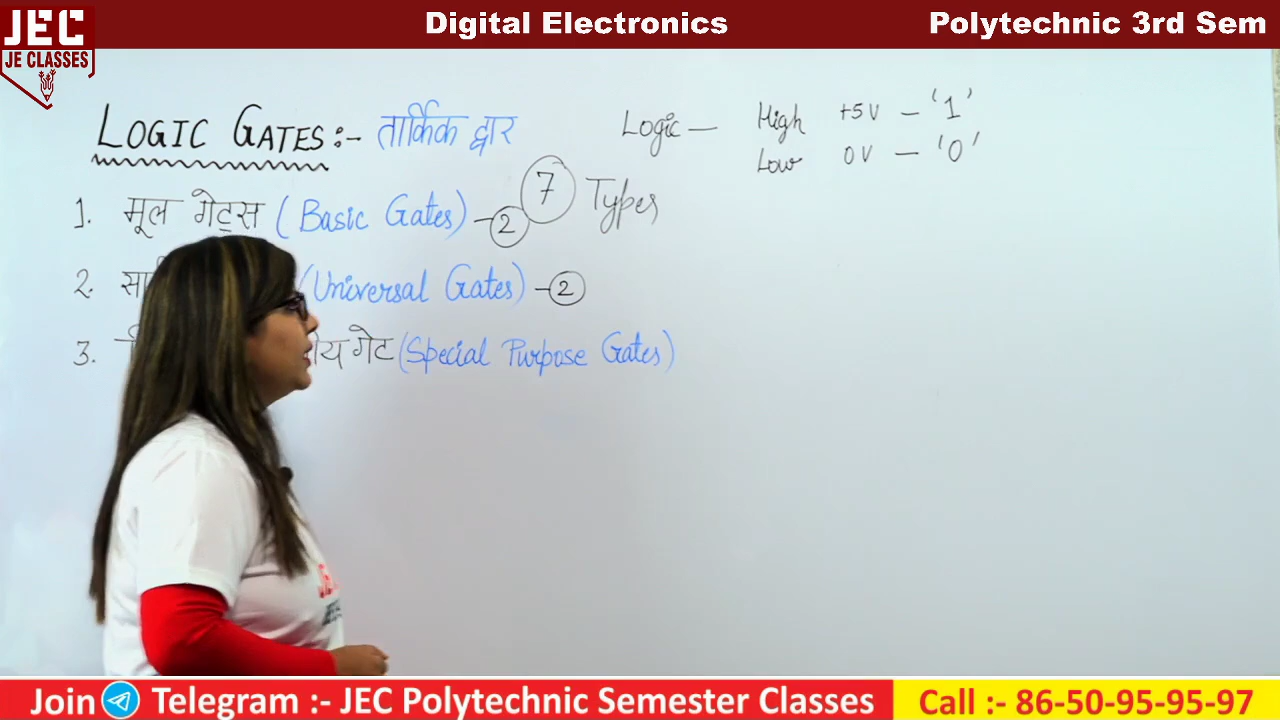 JEC
JE CLASSES
Digital Electronics
Polytechnic 3rd Sem
LOGIC GATES :- तार्किक द्वार
Logic — High +5V — '1'
Low 0V — '0'
7 Types
1. मूल गेट्स (Basic Gates) - 2
2. (Universal Gates) - 2
3. गेट (Special Purpose Gates)
Join Telegram :- JEC Polytechnic Semester Classes
Call :- 86-50-95-95-97